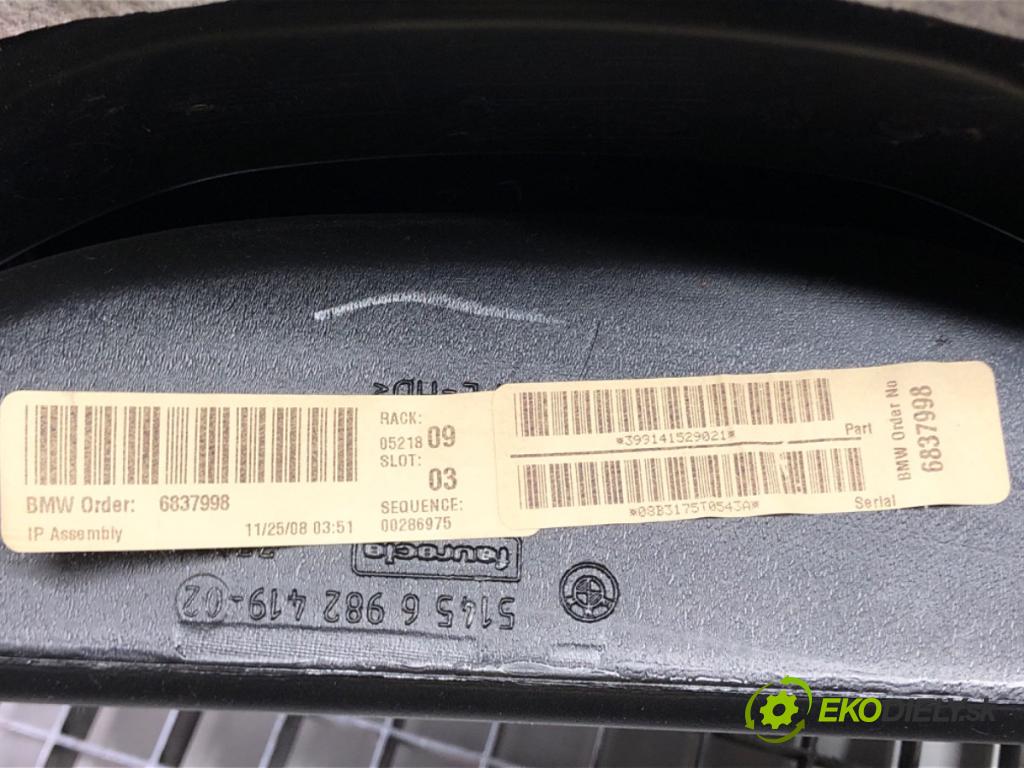 BMW Order: 6837998
IP Assembly 11/25/08 03:51
RACK:
05218 09
SLOT:
03
SEQUENCE:
00286975
*399141529021*
Part
*08B3175T0543A*
Serial
BMW Order No
6837998
faurecia
5145 6 982 419-02
EKODIELY.SK